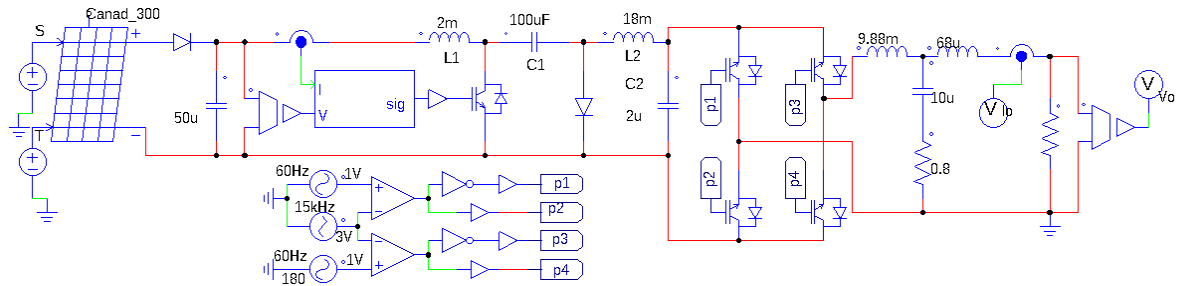 Canad_300
S
+
T
−
50u
I
V
sig
2m
L1
100uF
C1
18m
L2
C2
2u
p1
p3
p2
p4
9.88m
68u
10u
0.8
V
Io
V
Vo
60Hz
1V
15kHz
3V
60Hz
1V
180
p1
p2
p3
p4